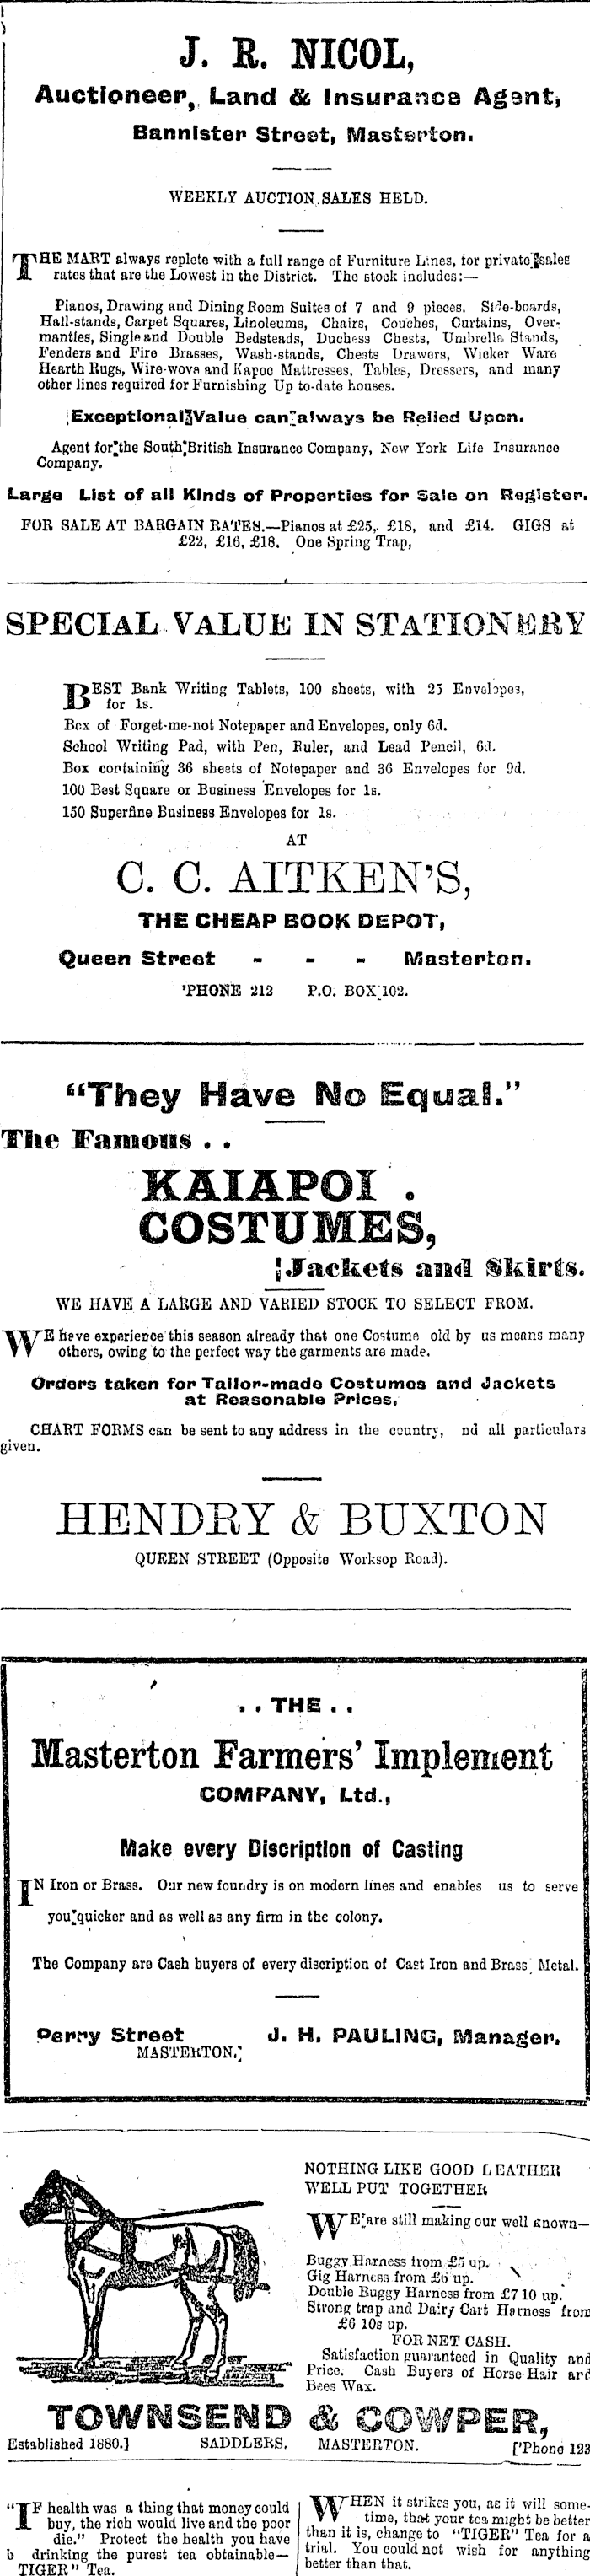 J. R. NICOL,
Auctioneer, Land & Insurance Agent,
Bannister Street, Masterton.
WEEKLY AUCTION SALES HELD.
THE MART always replete with a full range of Furniture Lines, for private sales
rates that are the Lowest in the District. The stock includes:—
Pianos, Drawing and Dining Room Suites of 7 and 9 pieces. Side-boards,
Hall-stands, Carpet Squares, Linoleums, Chairs, Couches, Curtains, Over-
mantles, Single and Double Bedsteads, Duchess Chests, Umbrella Stands,
Fenders and Fire Brasses, Wash-stands, Chests Drawers, Wicker Ware
Hearth Rugs, Wire-wove and Kapoc Mattresses, Tables, Dressers, and many
other lines required for Furnishing Up to-date houses.
Exceptional Value can always be Relied Upon.
Agent for the South British Insurance Company, New York Life Insurance
Company.
Large List of all Kinds of Properties for Sale on Register.
FOR SALE AT BARGAIN RATES.—Pianos at £25, £18, and £14. GIGS at
£22, £16, £18. One Spring Trap,
SPECIAL VALUE IN STATIONERY
BEST Bank Writing Tablets, 100 sheets, with 25 Envelopes,
for 1s.
Box of Forget-me-not Notepaper and Envelopes, only 6d.
School Writing Pad, with Pen, Ruler, and Lead Pencil, 6d.
Box containing 36 sheets of Notepaper and 36 Envelopes for 9d.
100 Best Square or Business Envelopes for 1s.
150 Superfine Business Envelopes for 1s.
AT
C. C. AITKEN'S,
THE CHEAP BOOK DEPOT,
Queen Street - - - Masterton.
'PHONE 212 P.O. BOX 102.
"They Have No Equal."
The Famous . .
KAIAPOI .
COSTUMES,
Jackets and Skirts.
WE HAVE A LARGE AND VARIED STOCK TO SELECT FROM.
WE have experience this season already that one Costume old by us means many
others, owing to the perfect way the garments are made.
Orders taken for Tailor-made Costumes and Jackets
at Reasonable Prices,
CHART FORMS can be sent to any address in the country, nd all particulars
given.
HENDRY & BUXTON
QUEEN STREET (Opposite Worksop Road).
. . THE . .
Masterton Farmers' Implement
COMPANY, Ltd.,
Make every Discription of Casting
IN Iron or Brass. Our new foundry is on modern lines and enables us to serve
you quicker and as well as any firm in the colony.
The Company are Cash buyers of every discription of Cast Iron and Brass Metal.
Perry Street J. H. PAULING, Manager.
MASTERTON.
NOTHING LIKE GOOD LEATHER
WELL PUT TOGETHER
WE are still making our well known—
Buggy Harness from £5 up.
Gig Harness from £6 up.
Double Buggy Harness from £7 10 up.
Strong trap and Dairy Cart Harness from
£6 10s up.
FOR NET CASH.
Satisfaction guaranteed in Quality and
Price. Cash Buyers of Horse Hair and
Bees Wax.
TOWNSEND & COWPER,
Established 1880.] SADDLERS, MASTERTON. ['Phone 123
"IF health was a thing that money could
buy, the rich would live and the poor
die." Protect the health you have
b drinking the purest tea obtainable—
TIGER" Tea.
WHEN it strikes you, as it will some-
time, that your tea might be better
than it is, change to "TIGER" Tea for a
trial. You could not wish for anything
better than that.